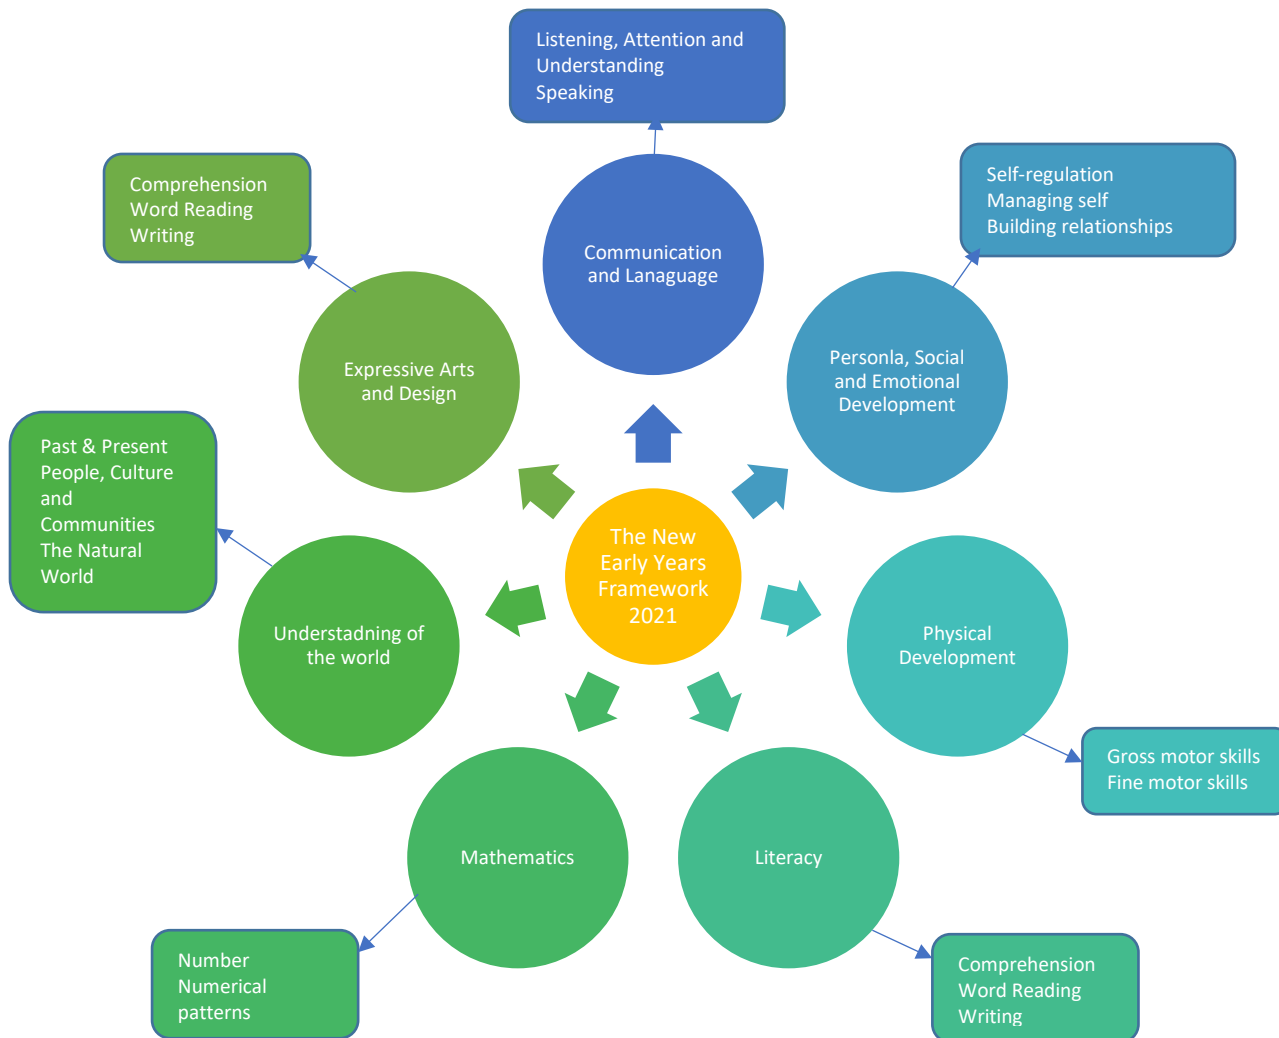 Listening, Attention and
Understanding
Speaking
Comprehension
Word Reading
Writing
Self-regulation
Managing self
Building relationships
Communication
and Lanaguage
Expressive Arts
and Design
Personla, Social
and Emotional
Development
Past & Present
People, Culture
and
Communities
The Natural
World
The New
Early Years
Framework
2021
Understadning of
the world
Physical
Development
Gross motor skills
Fine motor skills
Mathematics
Literacy
Number
Numerical
patterns
Comprehension
Word Reading
Writing